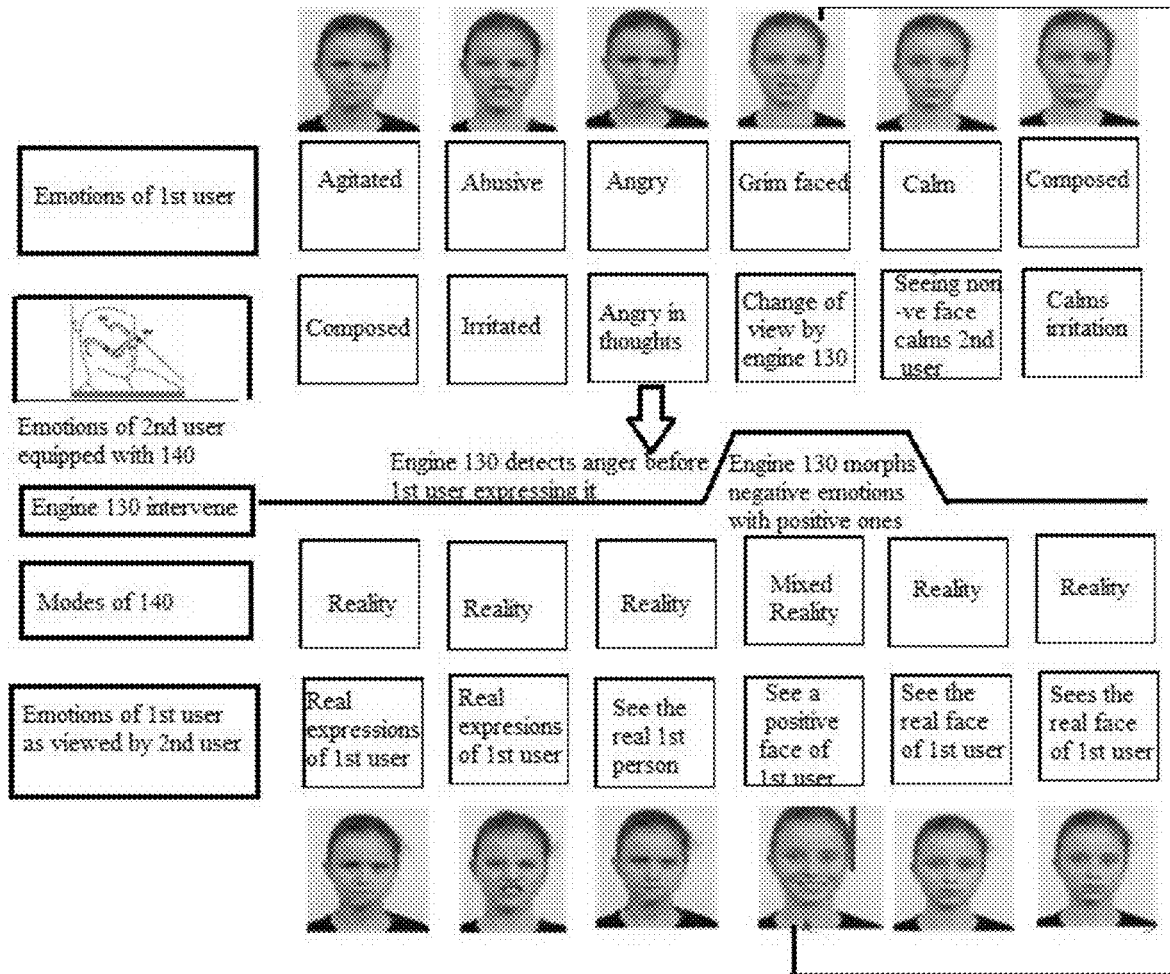 Emotions of 1st user
Agitated
Abusive
Angry
Grim faced
Calm
Composed
Composed
Irritated
Angry in
thoughts
Change of
view by
engine 130
Seeing non
-ve face
calms 2nd
user
Calms
irritation
Emotions of 2nd user
equipped with 140
Engine 130 detects anger before
1st user expressing it
Engine 130 morphs
negative emotions
with positive ones
Engine 130 intervene
Modes of 140
Reality
Reality
Reality
Mixed
Reality
Reality
Reality
Emotions of 1st user
as viewed by 2nd user
Real
expressions
of 1st user
Real
expresions
of 1st user
See the
real 1st
person
See a
positive
face of
1st user
See the
real face
of 1st user
Sees the
real face
of 1st user